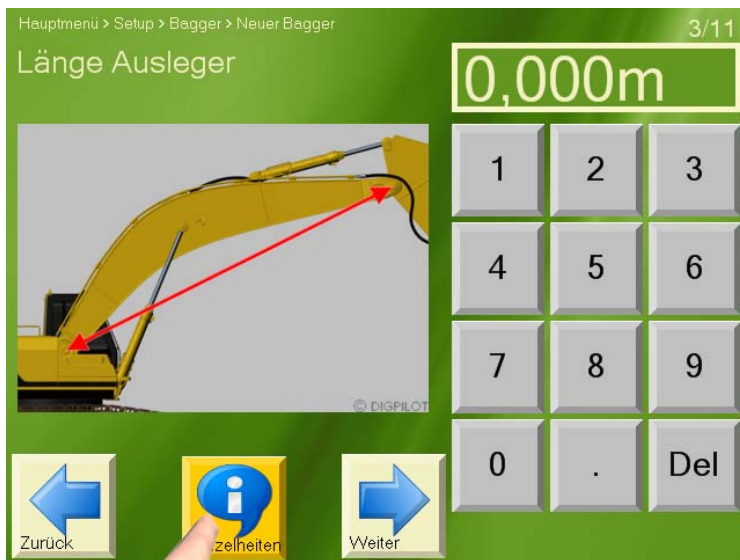 Hauptmenü > Setup > Bagger > Neuer Bagger
3/11
Länge Ausleger
0,000m
1 2 3
4 5 6
7 8 9
0 . Del
© DIGPILOT
Zurück
zelheiten
Weiter